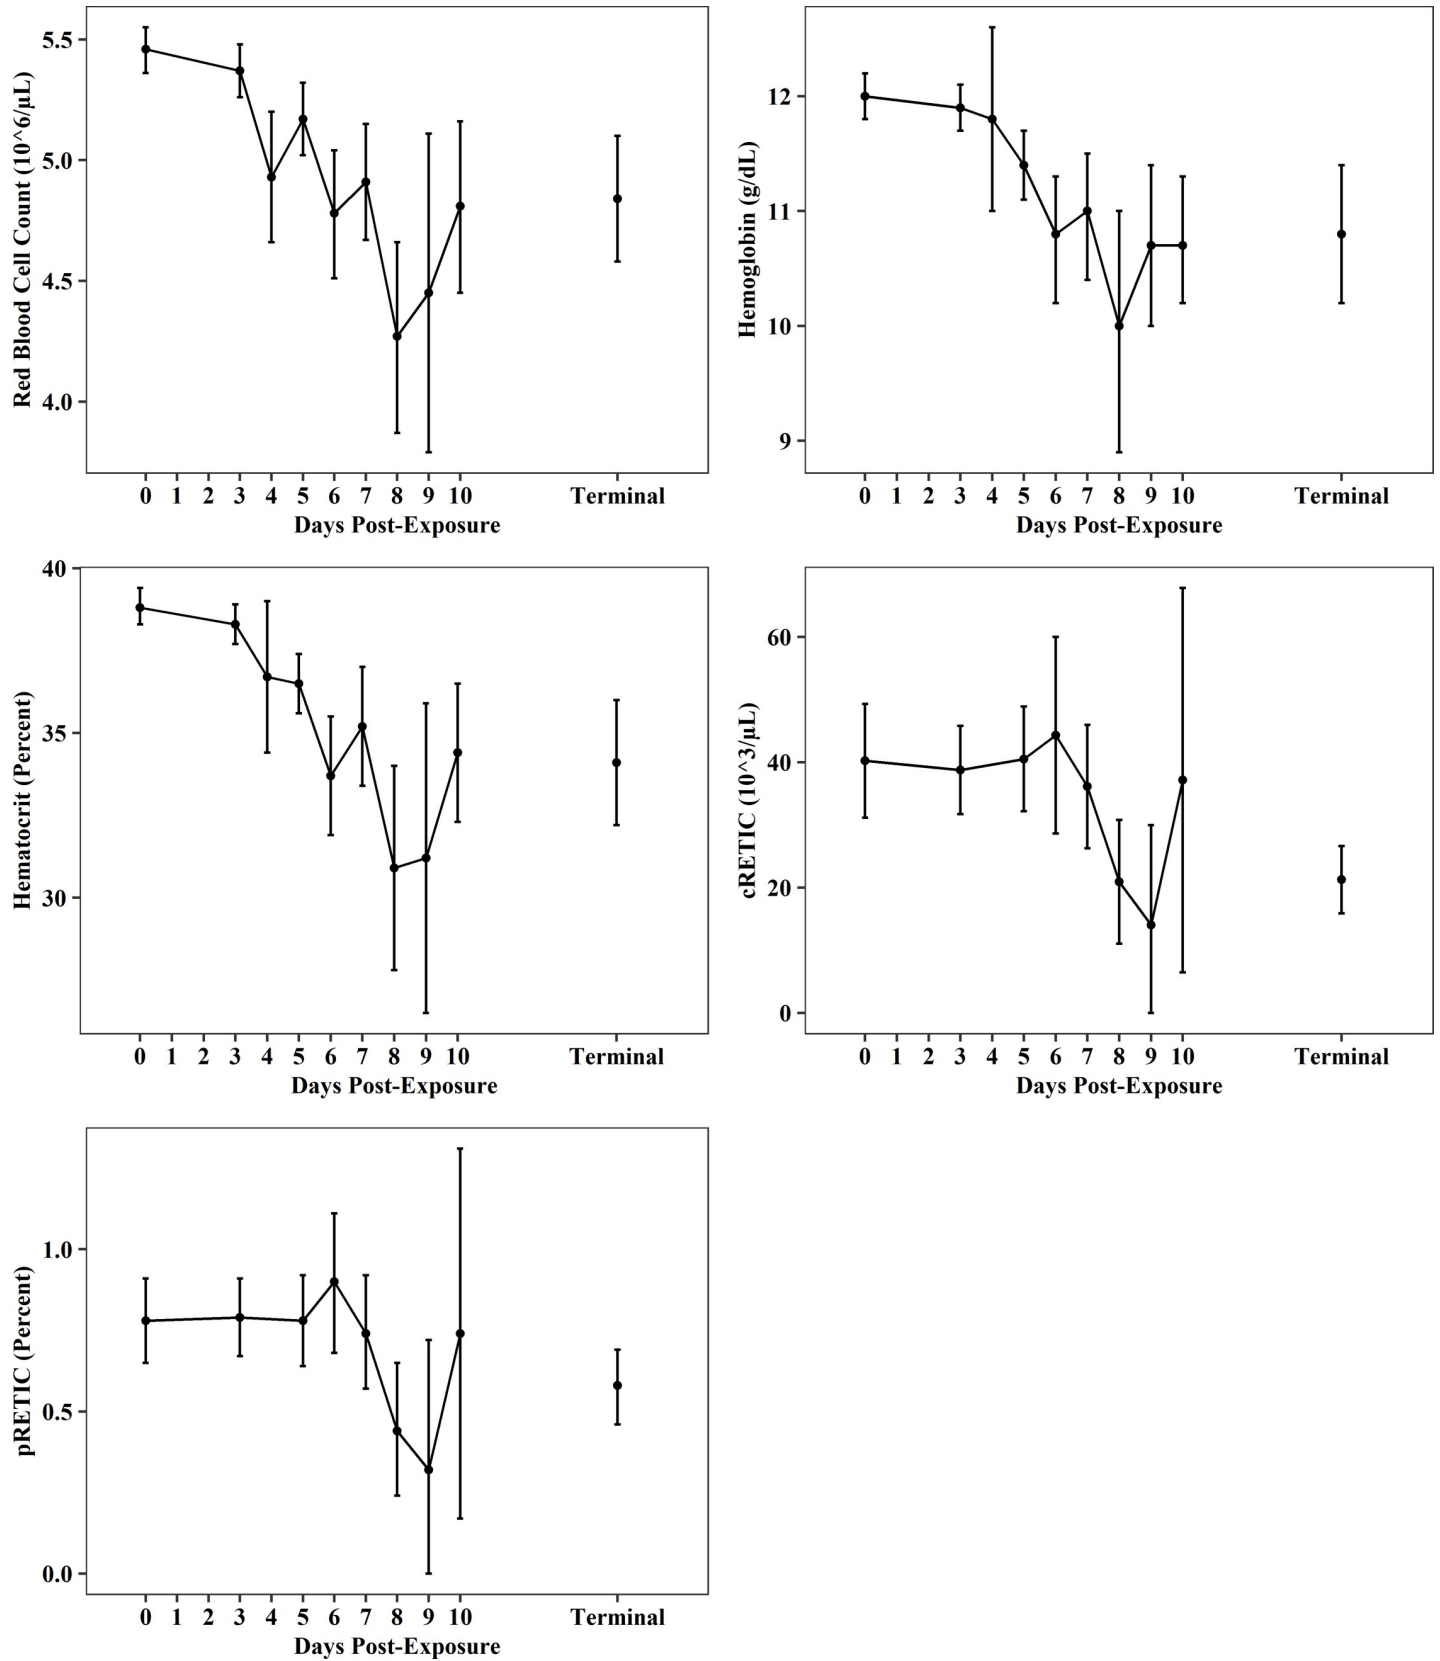 Red Blood Cell Count (10^6/µL)
5.5
5.0
4.5
4.0
0 1 2 3 4 5 6 7 8 9 10 Terminal
Days Post-Exposure
Hemoglobin (g/dL)
12
11
10
9
0 1 2 3 4 5 6 7 8 9 10 Terminal
Days Post-Exposure
Hematocrit (Percent)
40
35
30
0 1 2 3 4 5 6 7 8 9 10 Terminal
Days Post-Exposure
cRETIC (10^3/µL)
60
40
20
0
0 1 2 3 4 5 6 7 8 9 10 Terminal
Days Post-Exposure
pRETIC (Percent)
1.0
0.5
0.0
0 1 2 3 4 5 6 7 8 9 10 Terminal
Days Post-Exposure